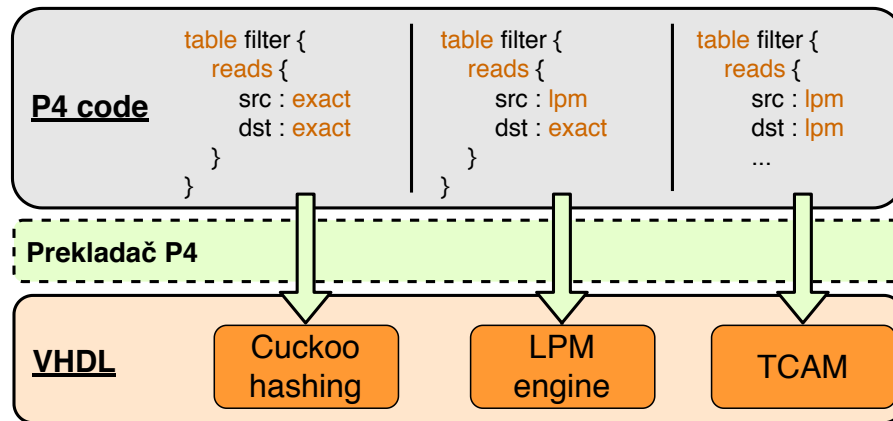 P4 code
table filter {
reads {
src : exact
dst : exact
}
}
table filter {
reads {
src : lpm
dst : exact
}
}
table filter {
reads {
src : lpm
dst : lpm
...
Prekladač P4
VHDL
Cuckoo
hashing
LPM
engine
TCAM